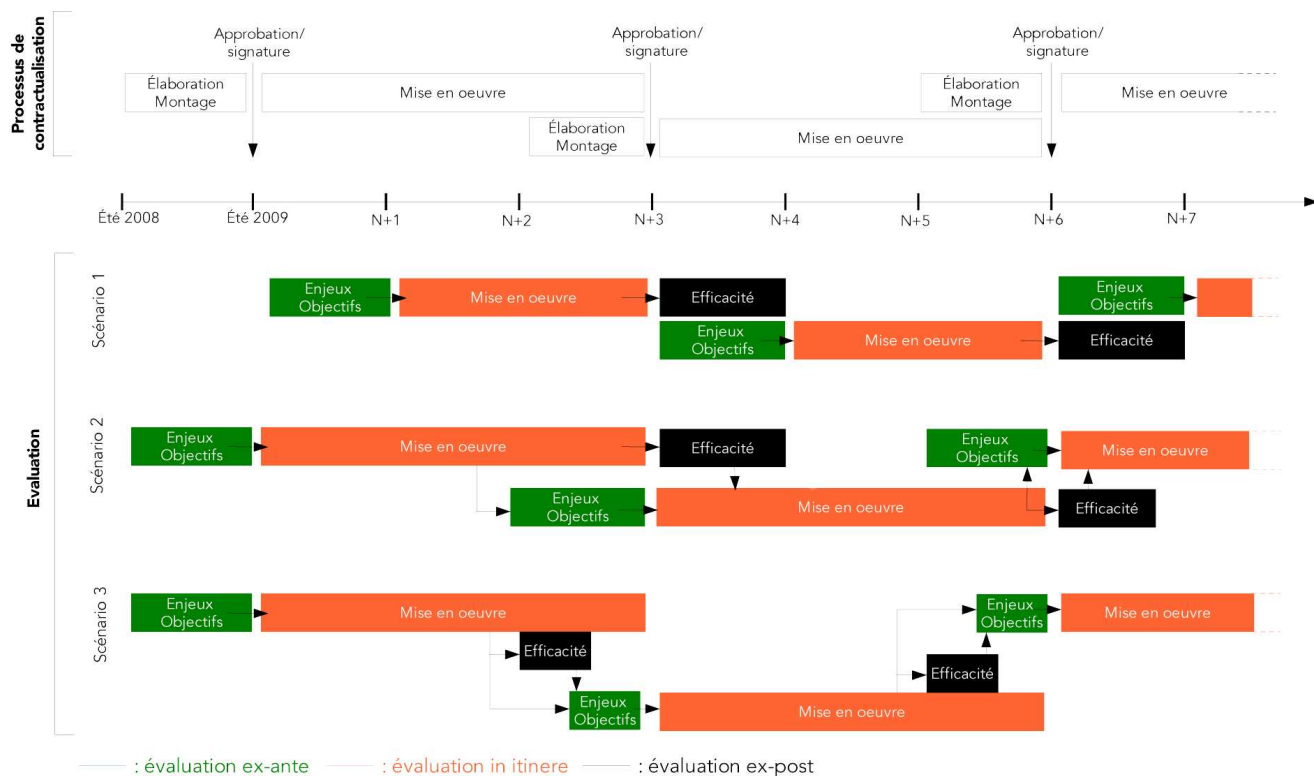 Processus de
contractualisation
Approbation/
signature
Approbation/
signature
Approbation/
signature
Élaboration
Montage
Mise en oeuvre
Élaboration
Montage
Mise en oeuvre
Élaboration
Montage
Mise en oeuvre
Été 2008
Été 2009
N+1
N+2
N+3
N+4
N+5
N+6
N+7
Evaluation
Scénario 1
Enjeux
Objectifs
Mise en oeuvre
Efficacité
Enjeux
Objectifs
Enjeux
Objectifs
Mise en oeuvre
Efficacité
Scénario 2
Enjeux
Objectifs
Mise en oeuvre
Efficacité
Enjeux
Objectifs
Mise en oeuvre
Enjeux
Objectifs
Mise en oeuvre
Efficacité
Scénario 3
Enjeux
Objectifs
Mise en oeuvre
Enjeux
Objectifs
Mise en oeuvre
Efficacité
Efficacité
Enjeux
Objectifs
Mise en oeuvre
: évaluation ex-ante
: évaluation in itinere
: évaluation ex-post